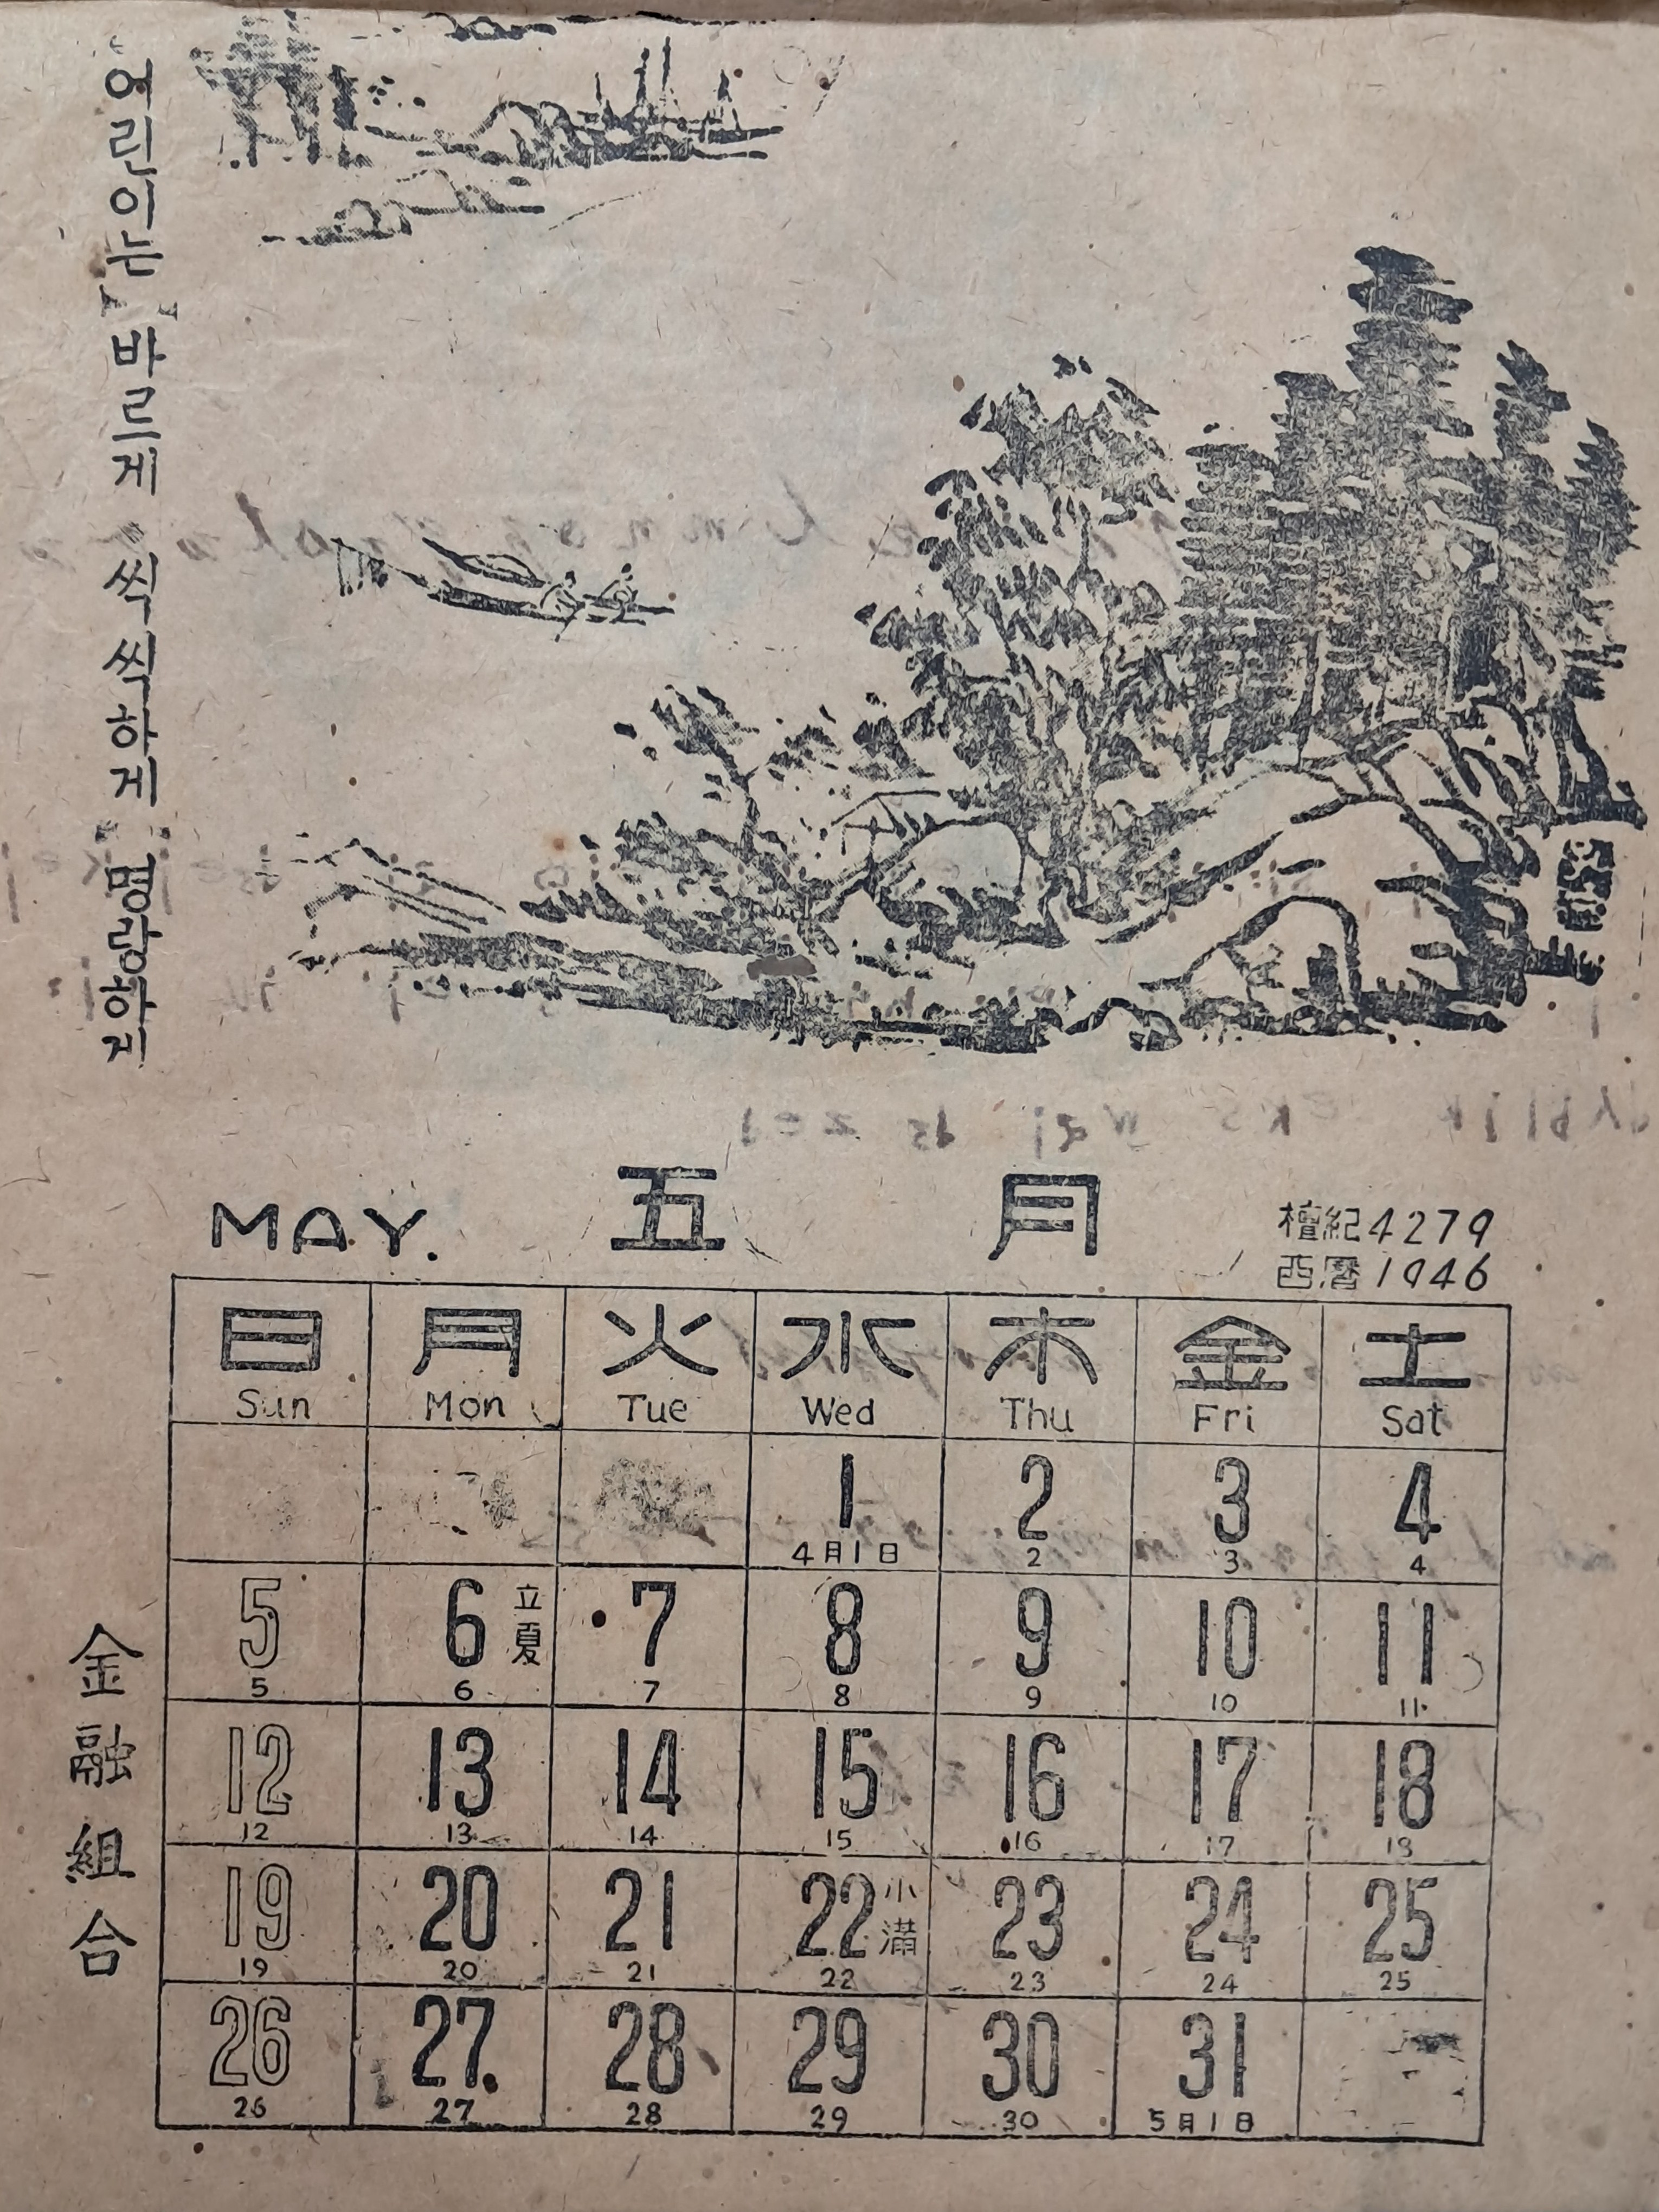 어린이는 바르게 씩씩하게 명랑하게
MAY. 五 月
檀紀4279
西曆1946
日 月 火 水 木 金 土
Sun Mon Tue Wed Thu Fri Sat
1 2 3 4
4月1日 2 3 4
5 6 立夏 7 8 9 10 11
5 6 7 8 9 10 11
12 13 14 15 16 17 18
12 13 14 15 16 17 18
19 20 21 22 小滿 23 24 25
19 20 21 22 23 24 25
26 27 28 29 30 31
26 27 28 29 30 5月1日
金融組合